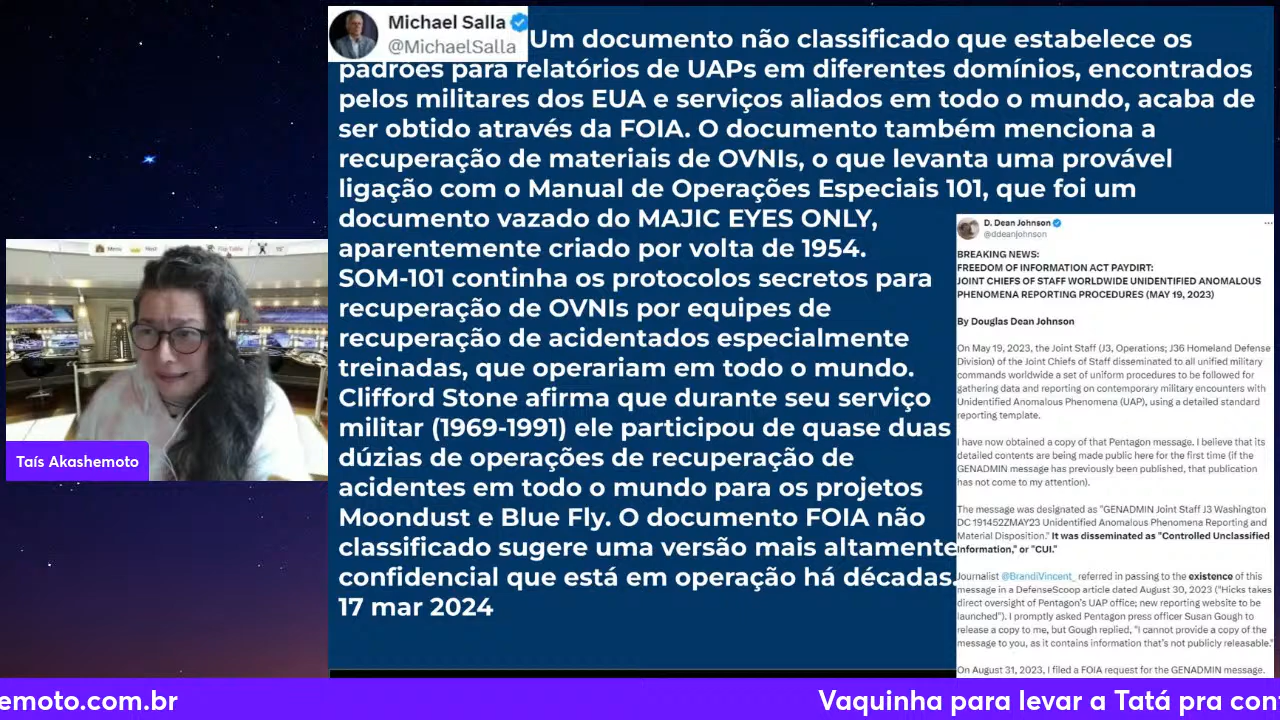 Michael Salla
@MichaelSalla
Um documento não classificado que estabelece os
padrões para relatórios de UAPs em diferentes domínios, encontrados
pelos militares dos EUA e serviços aliados em todo o mundo, acaba de
ser obtido através da FOIA. O documento também menciona a
recuperação de materiais de OVNIs, o que levanta uma provável
ligação com o Manual de Operações Especiais 101, que foi um
documento vazado do MAJIC EYES ONLY,
aparentemente criado por volta de 1954.
SOM-101 continha os protocolos secretos para
recuperação de OVNIs por equipes de
recuperação de acidentados especialmente
treinadas, que operariam em todo o mundo.
Clifford Stone afirma que durante seu serviço
militar (1969-1991) ele participou de quase duas
dúzias de operações de recuperação de
acidentes em todo o mundo para os projetos
Moondust e Blue Fly. O documento FOIA não
classificado sugere uma versão mais altamente
confidencial que está em operação há décadas.
17 mar 2024
D. Dean Johnson
@ddeanjohnson
BREAKING NEWS:
FREEDOM OF INFORMATION ACT PAYDIRT:
JOINT CHIEFS OF STAFF WORLDWIDE UNIDENTIFIED ANOMALOUS
PHENOMENA REPORTING PROCEDURES (MAY 19, 2023)
By Douglas Dean Johnson
On May 19, 2023, the Joint Staff (J3, Operations; J36 Homeland Defense
Division) of the Joint Chiefs of Staff disseminated to all unified military
commands worldwide a set of uniform procedures to be followed for
gathering data and reporting on contemporary military encounters with
Unidentified Anomalous Phenomena (UAP), using a detailed standard
reporting template.
I have now obtained a copy of that Pentagon message. I believe that its
detailed contents are being made public here for the first time (if the
GENADMIN message has previously been published, that publication
has not come to my attention).
The message was designated as "GENADMIN Joint Staff J3 Washington
DC 191452ZMAY23 Unidentified Anomalous Phenomena Reporting and
Material Disposition." It was disseminated as "Controlled Unclassified
Information," or "CUI."
Journalist @BrandiVincent_ referred in passing to the existence of this
message in a DefenseScoop article dated August 30, 2023 ("Hicks takes
direct oversight of Pentagon's UAP office; new reporting website to be
launched"). I promptly asked Pentagon press officer Susan Gough to
release a copy to me, but Gough replied, "I cannot provide a copy of the
message to you, as it contains information that's not publicly releasable."
On August 31, 2023, I filed a FOIA request for the GENADMIN message.
Menu
Taís Akashemoto
emoto.com.br
Vaquinha para levar a Tatá pra con